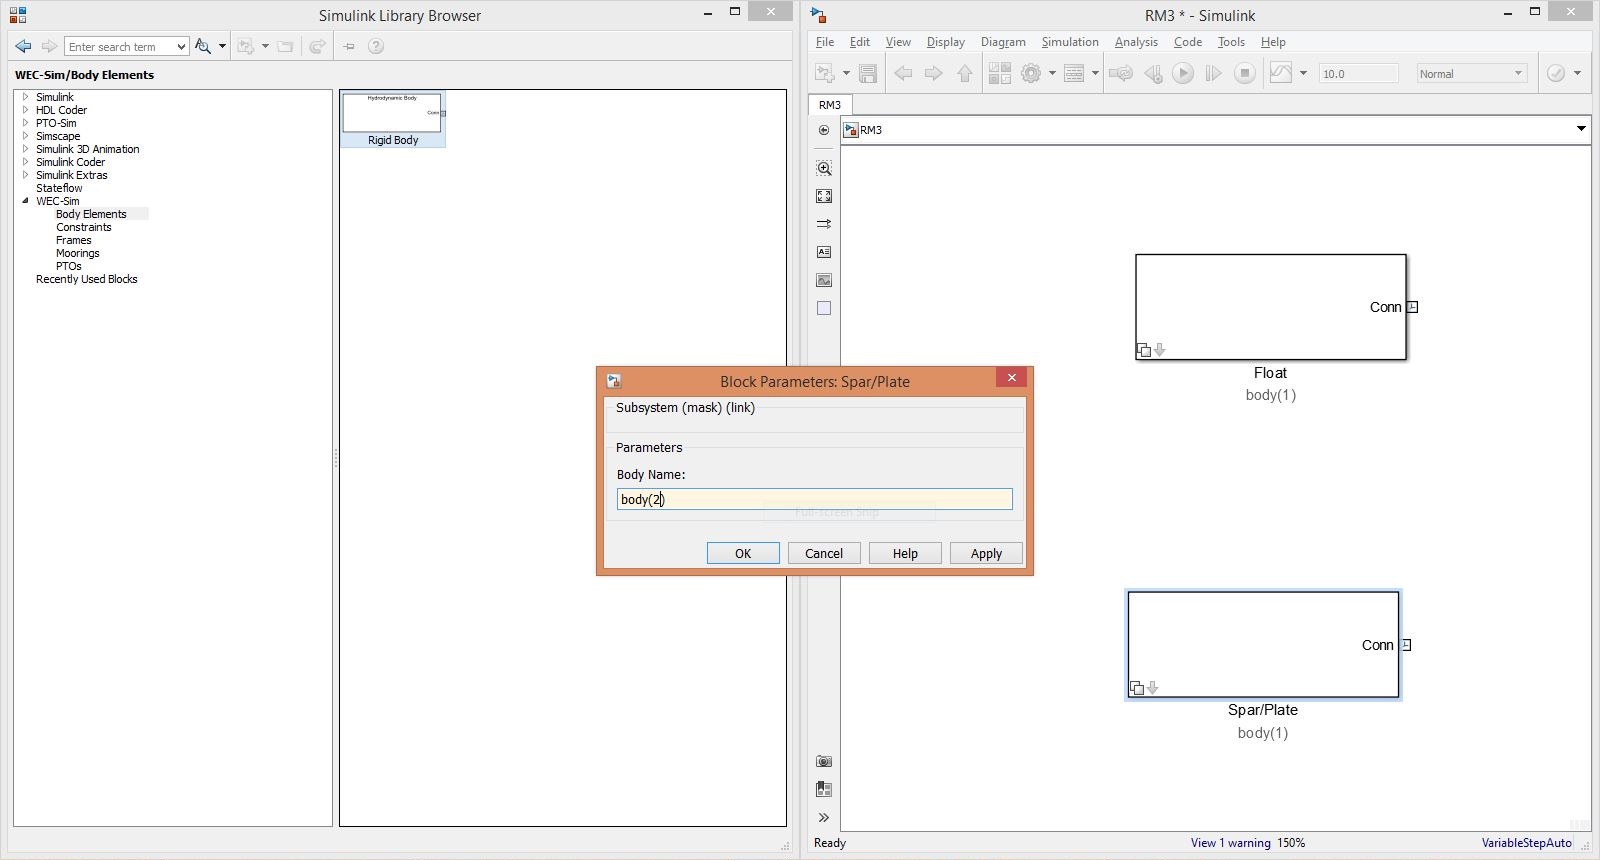 Simulink Library Browser
Enter search term
WEC-Sim/Body Elements
Simulink
HDL Coder
PTO-Sim
Simscape
Simulink 3D Animation
Simulink Coder
Simulink Extras
Stateflow
WEC-Sim
Body Elements
Constraints
Frames
Moorings
PTOs
Recently Used Blocks
Hydrodynamic Body
Conn
Rigid Body
RM3 * - Simulink
File Edit View Display Diagram Simulation Analysis Code Tools Help
10.0 Normal
RM3
RM3
Conn
Float
body(1)
Block Parameters: Spar/Plate
Subsystem (mask) (link)
Parameters
Body Name:
body(2)
Full-screen Snip
OK Cancel Help Apply
Conn
Spar/Plate
body(1)
Ready View 1 warning 150% VariableStepAuto